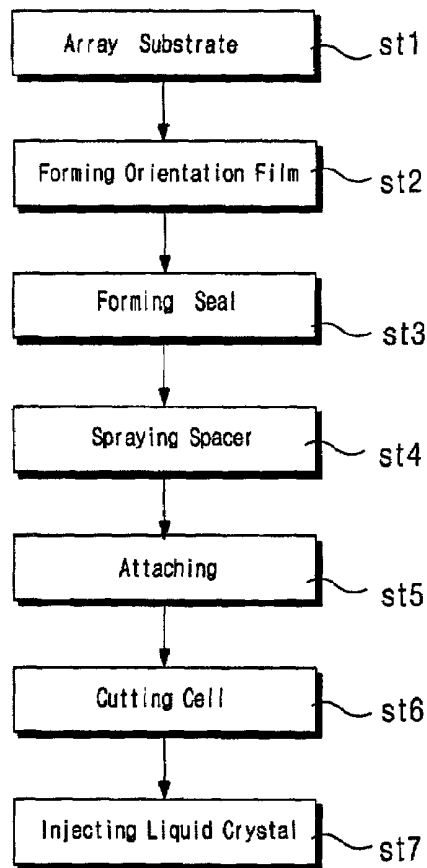 Array Substrate
st1
Forming Orientation Film
st2
Forming Seal
st3
Spraying Spacer
st4
Attaching
st5
Cutting Cell
st6
Injecting Liquid Crystal
st7